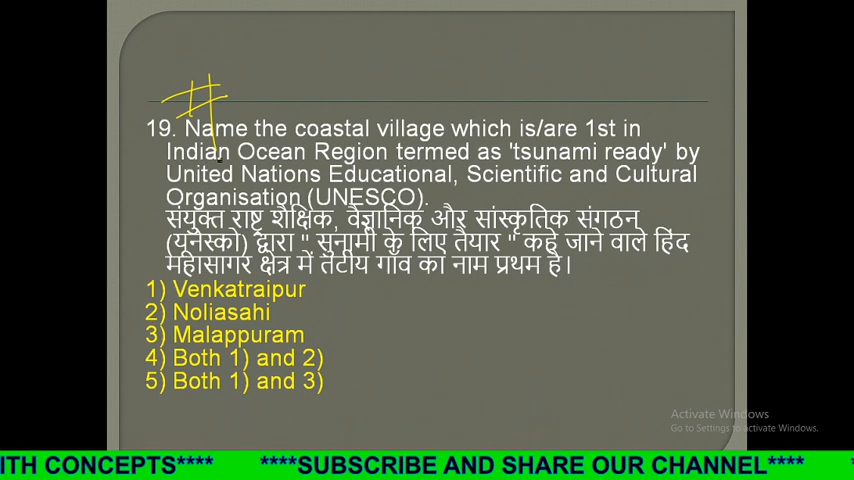 19. Name the coastal village which is/are 1st in
Indian Ocean Region termed as 'tsunami ready' by
United Nations Educational, Scientific and Cultural
Organisation (UNESCO).
संयुक्त राष्ट्र शैक्षिक, वैज्ञानिक और सांस्कृतिक संगठन
(यूनेस्को) द्वारा " सुनामी के लिए तैयार " कहे जाने वाले हिंद
महासागर क्षेत्र में तटीय गाँव का नाम प्रथम है।
1) Venkatraipur
2) Noliasahi
3) Malappuram
4) Both 1) and 2)
5) Both 1) and 3)
Activate Windows
Go to Settings to activate Windows.
ITH CONCEPTS**** ****SUBSCRIBE AND SHARE OUR CHANNEL**** *